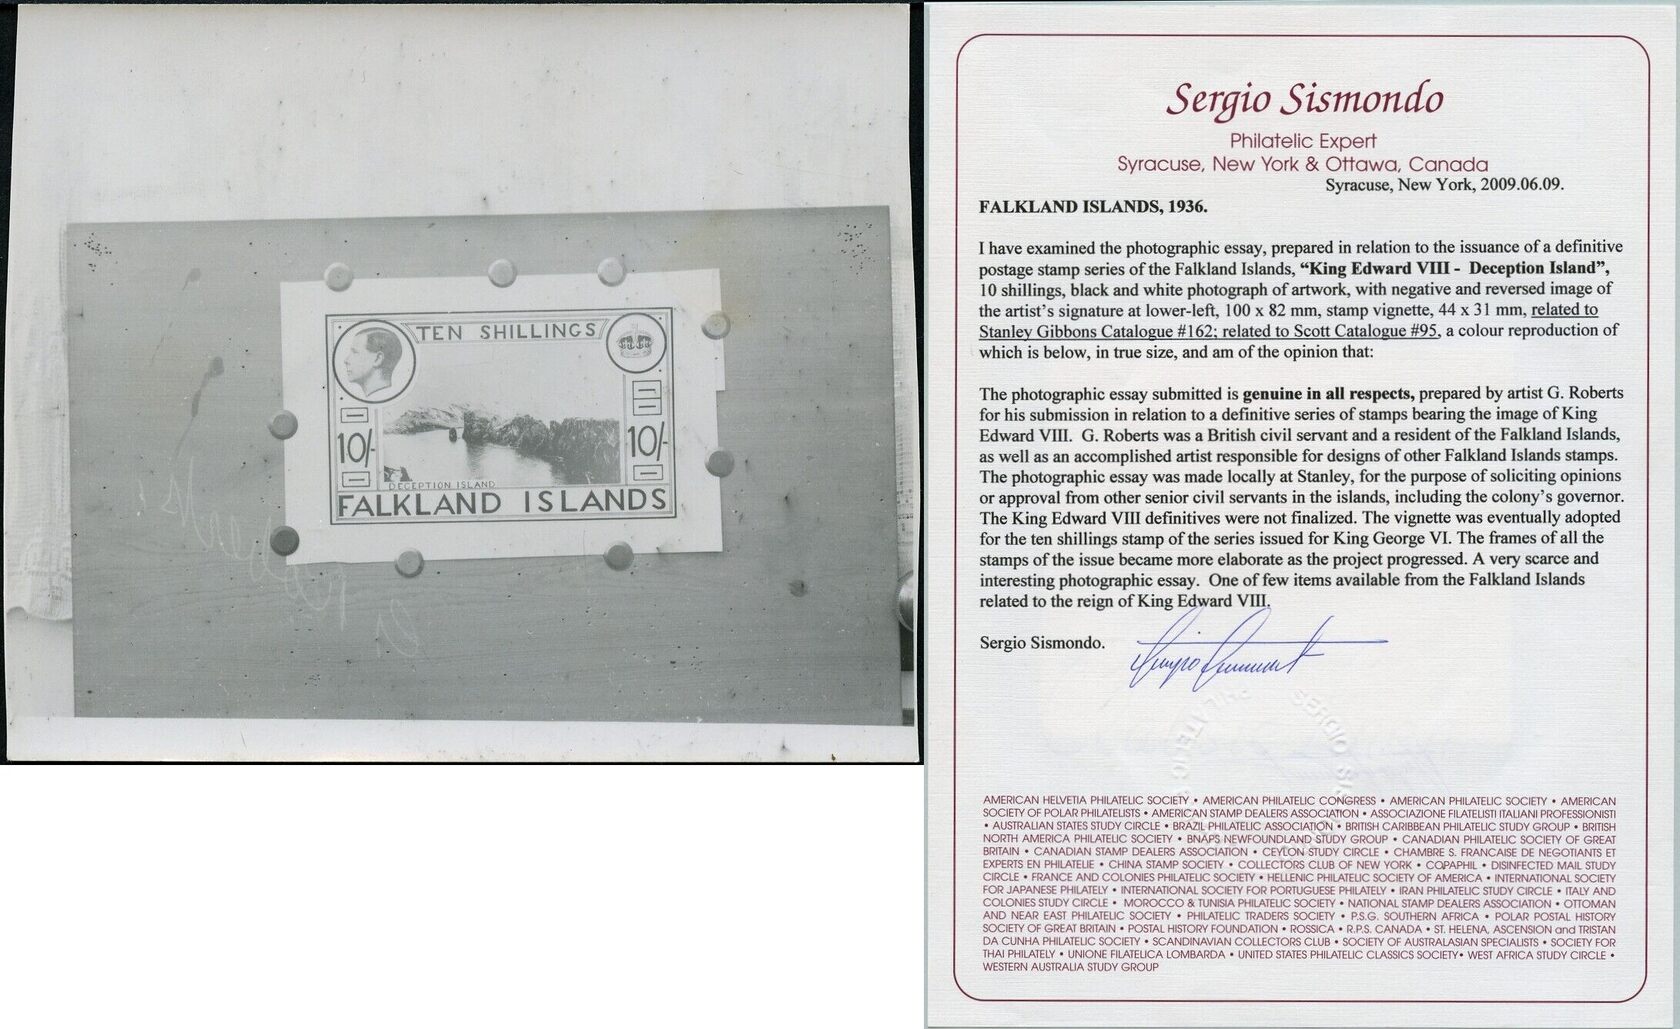 TEN SHILLINGS
10/-
10/-
DECEPTION ISLAND
FALKLAND ISLANDS
Sergio Sismondo
Philatelic Expert
Syracuse, New York & Ottawa, Canada
Syracuse, New York, 2009.06.09.
FALKLAND ISLANDS, 1936.
I have examined the photographic essay, prepared in relation to the issuance of a definitive
postage stamp series of the Falkland Islands, “King Edward VIII - Deception Island”,
10 shillings, black and white photograph of artwork, with negative and reversed image of
the artist’s signature at lower-left, 100 x 82 mm, stamp vignette, 44 x 31 mm, related to
Stanley Gibbons Catalogue #162; related to Scott Catalogue #95, a colour reproduction of
which is below, in true size, and am of the opinion that:
The photographic essay submitted is genuine in all respects, prepared by artist G. Roberts
for his submission in relation to a definitive series of stamps bearing the image of King
Edward VIII. G. Roberts was a British civil servant and a resident of the Falkland Islands,
as well as an accomplished artist responsible for designs of other Falkland Islands stamps.
The photographic essay was made locally at Stanley, for the purpose of soliciting opinions
or approval from other senior civil servants in the islands, including the colony’s governor.
The King Edward VIII definitives were not finalized. The vignette was eventually adopted
for the ten shillings stamp of the series issued for King George VI. The frames of all the
stamps of the issue became more elaborate as the project progressed. A very scarce and
interesting photographic essay. One of few items available from the Falkland Islands
related to the reign of King Edward VIII.
Sergio Sismondo.
AMERICAN HELVETIA PHILATELIC SOCIETY • AMERICAN PHILATELIC CONGRESS • AMERICAN PHILATELIC SOCIETY • AMERICAN
SOCIETY OF POLAR PHILATELISTS • AMERICAN STAMP DEALERS ASSOCIATION • ASSOCIAZIONE FILATELISTI ITALIANI PROFESSIONISTI
• AUSTRALIAN STATES STUDY CIRCLE • BRAZIL PHILATELIC ASSOCIATION • BRITISH CARIBBEAN PHILATELIC STUDY GROUP • BRITISH
NORTH AMERICA PHILATELIC SOCIETY • BNAPS NEWFOUNDLAND STUDY GROUP • CANADIAN PHILATELIC SOCIETY OF GREAT
BRITAIN • CANADIAN STAMP DEALERS ASSOCIATION • CEYLON STUDY CIRCLE • CHAMBRE S. FRANCAISE DE NEGOTIANTS ET
EXPERTS EN PHILATELIE • CHINA STAMP SOCIETY • COLLECTORS CLUB OF NEW YORK • COPAPHIL • DISINFECTED MAIL STUDY
CIRCLE • FRANCE AND COLONIES PHILATELIC SOCIETY • HELLENIC PHILATELIC SOCIETY OF AMERICA • INTERNATIONAL SOCIETY
FOR JAPANESE PHILATELY • INTERNATIONAL SOCIETY FOR PORTUGUESE PHILATELY • IRAN PHILATELIC STUDY CIRCLE • ITALY AND
COLONIES STUDY CIRCLE • MOROCCO & TUNISIA PHILATELIC SOCIETY • NATIONAL STAMP DEALERS ASSOCIATION • OTTOMAN
AND NEAR EAST PHILATELIC SOCIETY • PHILATELIC TRADERS SOCIETY • P.S.G. SOUTHERN AFRICA • POLAR POSTAL HISTORY
SOCIETY OF GREAT BRITAIN • POSTAL HISTORY FOUNDATION • ROSSICA • R.P.S. CANADA • ST. HELENA, ASCENSION and TRISTAN
DA CUNHA PHILATELIC SOCIETY • SCANDINAVIAN COLLECTORS CLUB • SOCIETY OF AUSTRALASIAN SPECIALISTS • SOCIETY FOR
THAI PHILATELY • UNIONE FILATELICA LOMBARDA • UNITED STATES PHILATELIC CLASSICS SOCIETY • WEST AFRICA STUDY CIRCLE •
WESTERN AUSTRALIA STUDY GROUP